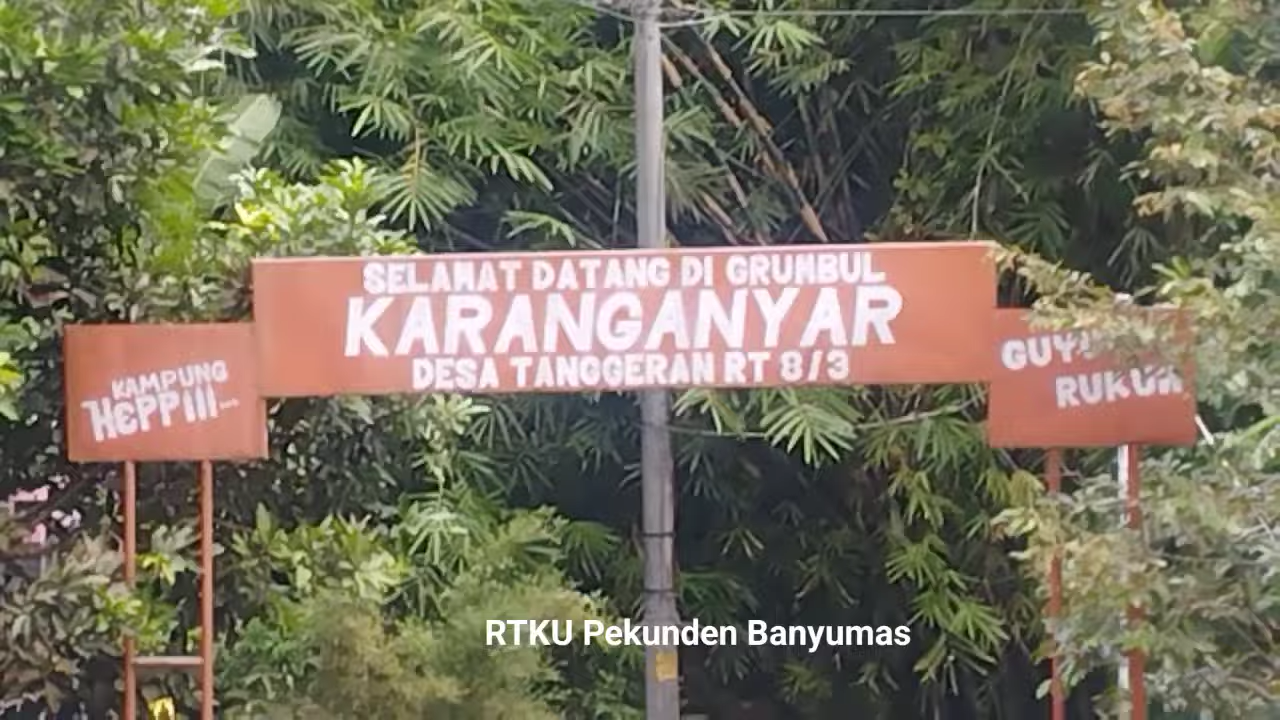 SELAMAT DATANG DI GRUMBUL
KARANGANYAR
DESA TANGGERAN RT 8/3
KAMPUNG
HEPPIII
RUKUN
RTKU Pekunden Banyumas